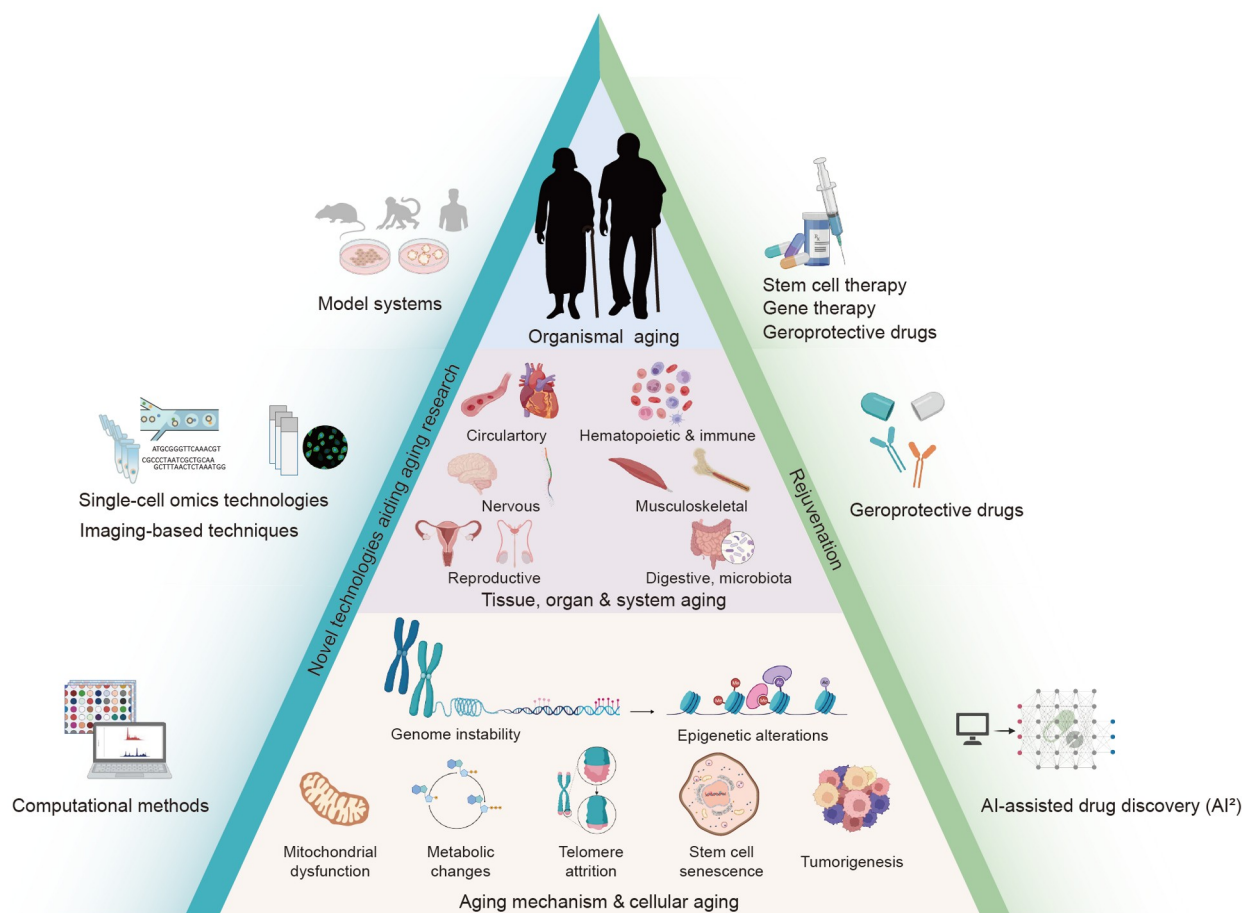 Model systems
Stem cell therapy
Gene therapy
Geroprotective drugs
Organismal aging
Novel technologies aiding aging research
Rejuvenation
Circulartory
Hematopoietic & immune
ATGCGGGTTCAAACGT
CGCCCTAATCGCTGCAA
GCTTTAACTCTAAATGG
Single-cell omics technologies
Imaging-based techniques
Nervous
Musculoskeletal
Geroprotective drugs
Reproductive
Digestive, microbiota
Tissue, organ & system aging
Genome instability
Epigenetic alterations
Computational methods
AI-assisted drug discovery (AI²)
Mitochondrial
dysfunction
Metabolic
changes
Telomere
attrition
Stem cell
senescence
Tumorigenesis
Aging mechanism & cellular aging